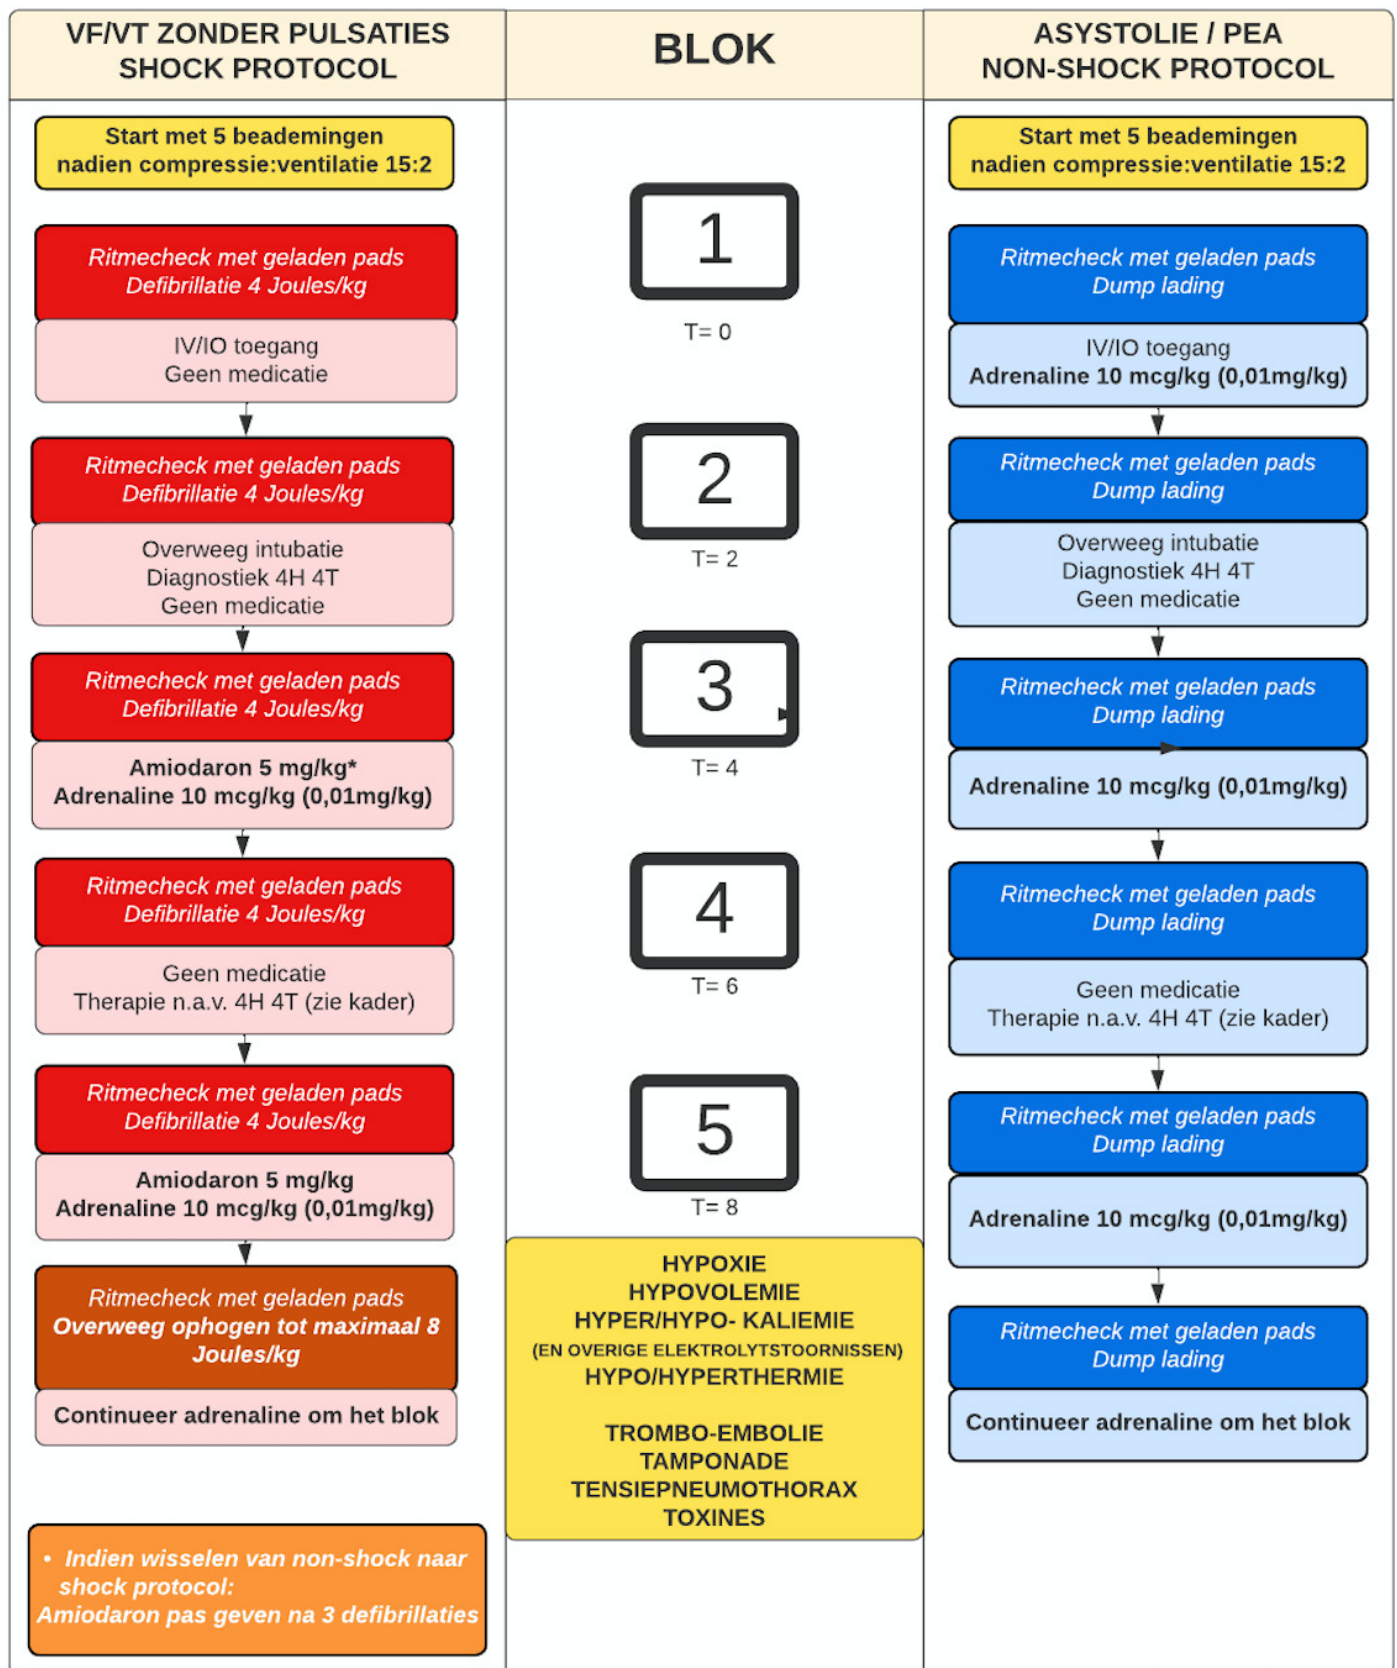 VF/VT ZONDER PULSATIES
SHOCK PROTOCOL
Start met 5 beademingen
nadien compressie:ventilatie 15:2
Ritmecheck met geladen pads
Defibrillatie 4 Joules/kg
IV/IO toegang
Geen medicatie
Ritmecheck met geladen pads
Defibrillatie 4 Joules/kg
Overweeg intubatie
Diagnostiek 4H 4T
Geen medicatie
Ritmecheck met geladen pads
Defibrillatie 4 Joules/kg
Amiodaron 5 mg/kg*
Adrenaline 10 mcg/kg (0,01mg/kg)
Ritmecheck met geladen pads
Defibrillatie 4 Joules/kg
Geen medicatie
Therapie n.a.v. 4H 4T (zie kader)
Ritmecheck met geladen pads
Defibrillatie 4 Joules/kg
Amiodaron 5 mg/kg
Adrenaline 10 mcg/kg (0,01mg/kg)
Ritmecheck met geladen pads
Overweeg ophogen tot maximaal 8
Joules/kg
Continueer adrenaline om het blok
• Indien wisselen van non-shock naar
shock protocol:
Amiodaron pas geven na 3 defibrillaties
BLOK
1
T= 0
2
T= 2
3
T= 4
4
T= 6
5
T= 8
HYPOXIE
HYPOVOLEMIE
HYPER/HYPO- KALIEMIE
(EN OVERIGE ELEKTROLYTSTOORNISSEN)
HYPO/HYPERTHERMIE
TROMBO-EMBOLIE
TAMPONADE
TENSIEPNEUMOTHORAX
TOXINES
ASYSTOLIE / PEA
NON-SHOCK PROTOCOL
Start met 5 beademingen
nadien compressie:ventilatie 15:2
Ritmecheck met geladen pads
Dump lading
IV/IO toegang
Adrenaline 10 mcg/kg (0,01mg/kg)
Ritmecheck met geladen pads
Dump lading
Overweeg intubatie
Diagnostiek 4H 4T
Geen medicatie
Ritmecheck met geladen pads
Dump lading
Adrenaline 10 mcg/kg (0,01mg/kg)
Ritmecheck met geladen pads
Dump lading
Geen medicatie
Therapie n.a.v. 4H 4T (zie kader)
Ritmecheck met geladen pads
Dump lading
Adrenaline 10 mcg/kg (0,01mg/kg)
Ritmecheck met geladen pads
Dump lading
Continueer adrenaline om het blok